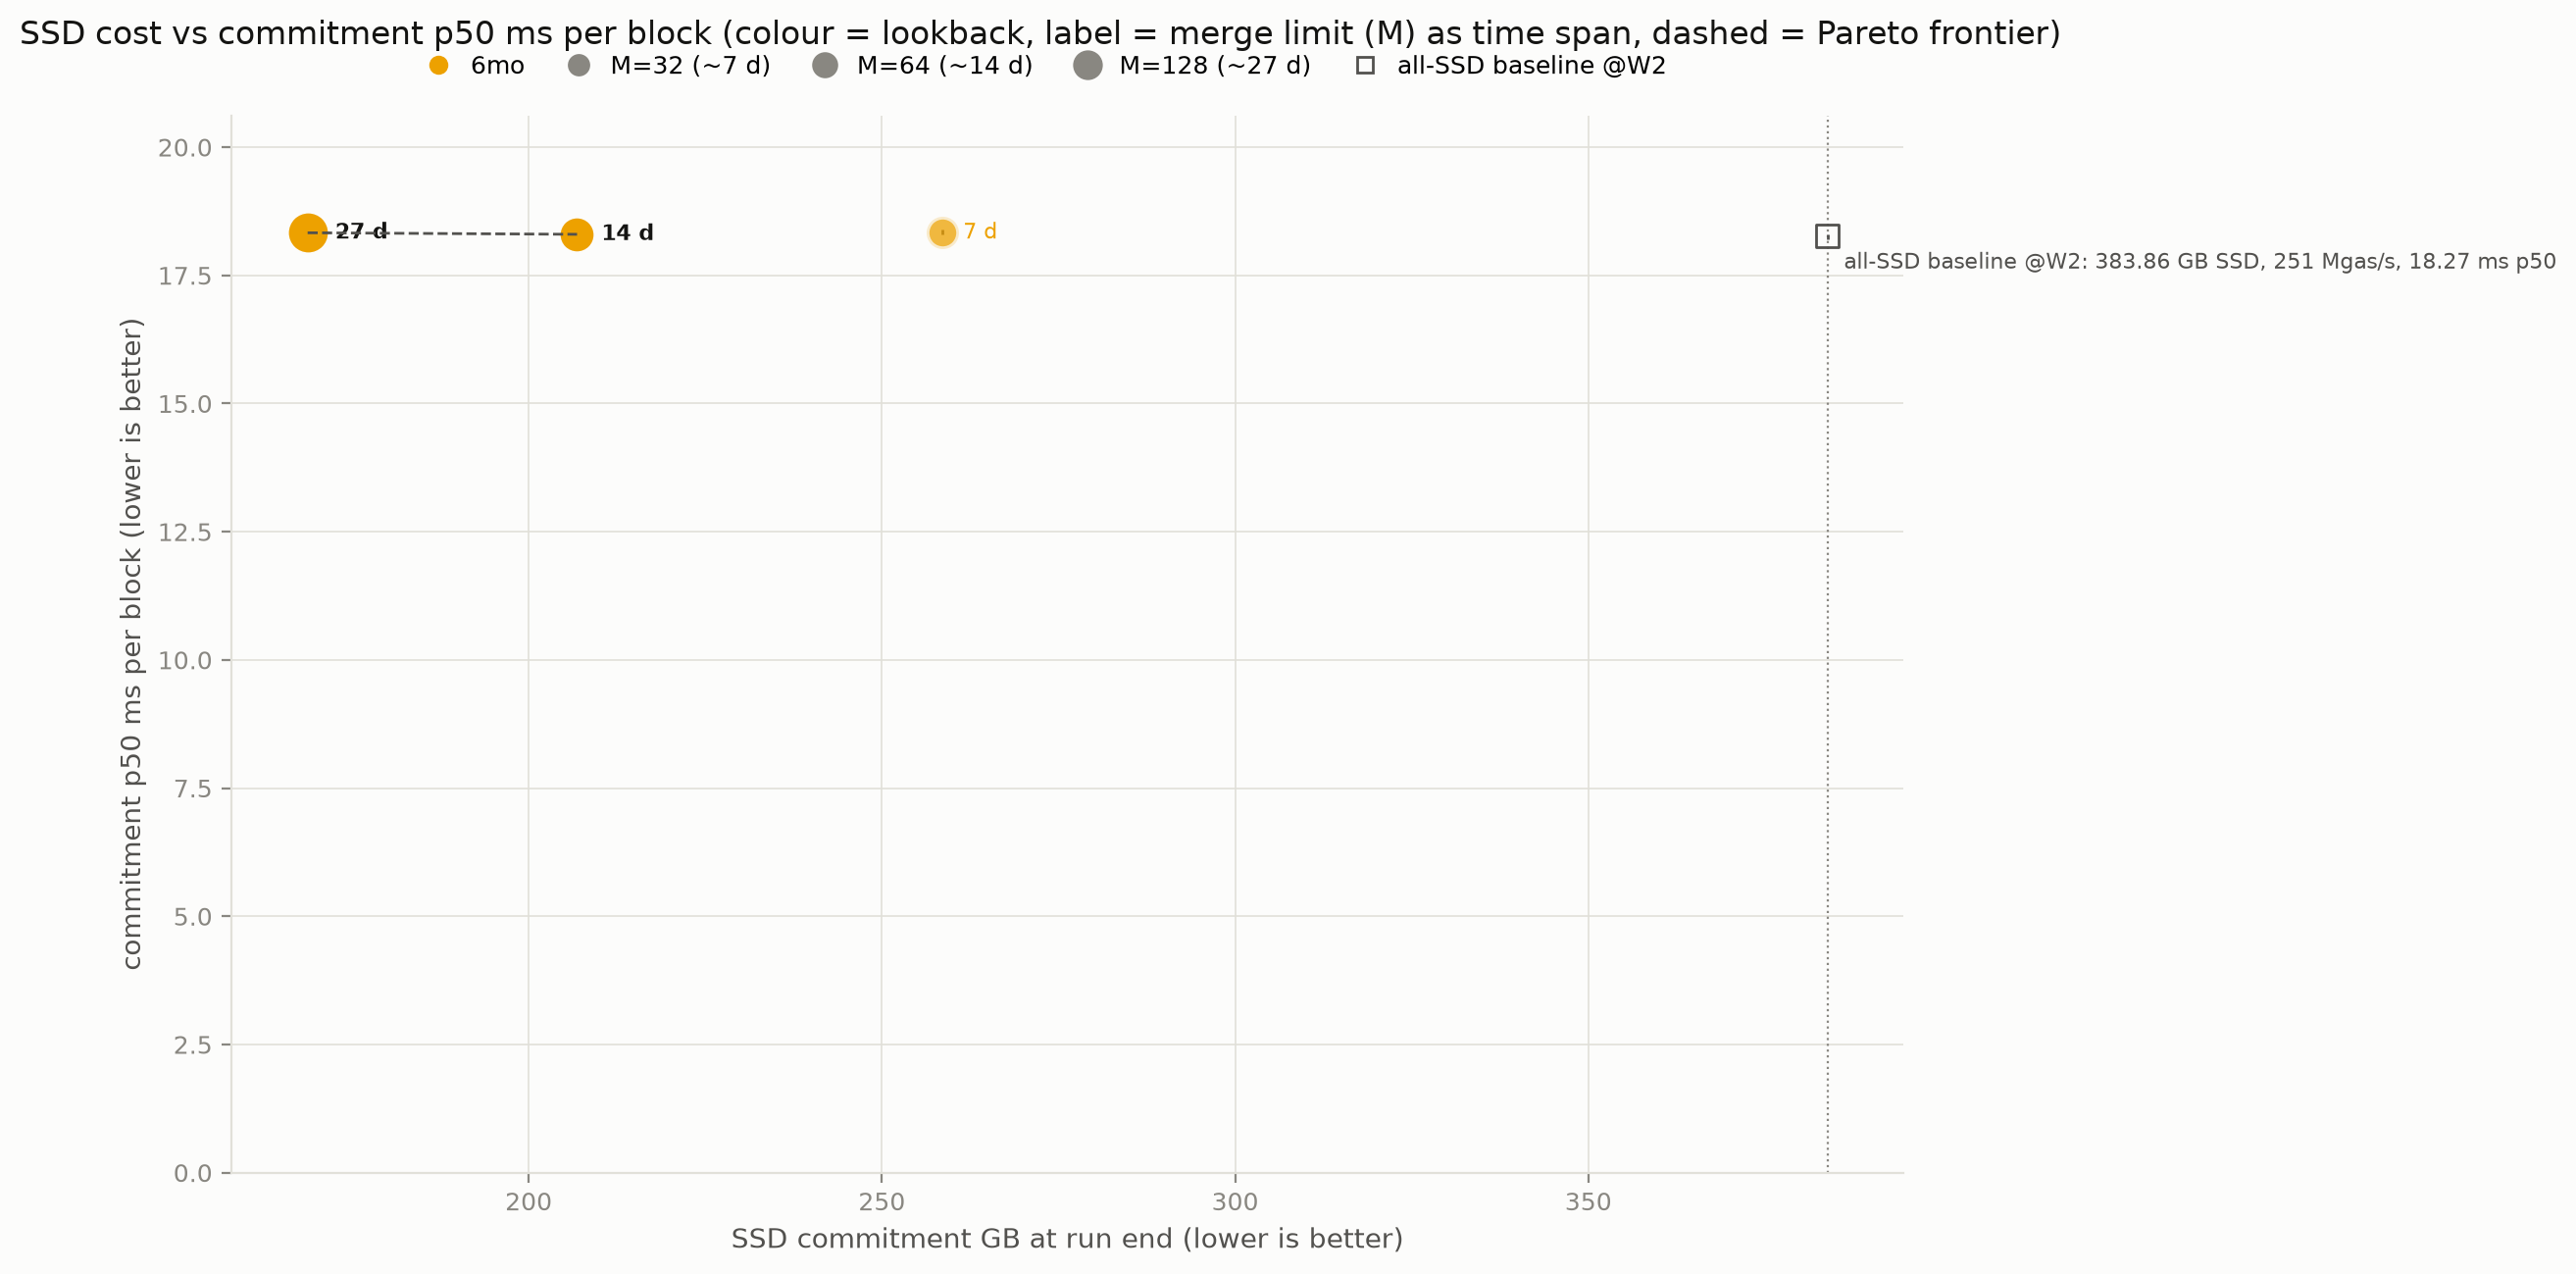 SSD cost vs commitment p50 ms per block (colour = lookback, label = merge limit (M) as time span, dashed = Pareto frontier)
6mo M=32 (~7 d) M=64 (~14 d) M=128 (~27 d) all-SSD baseline @W2
20.0
27 d 14 d 7 d
all-SSD baseline @W2: 383.86 GB SSD, 251 Mgas/s, 18.27 ms p50
17.5
15.0
12.5
10.0
7.5
5.0
2.5
0.0
commitment p50 ms per block (lower is better)
200 250 300 350
SSD commitment GB at run end (lower is better)